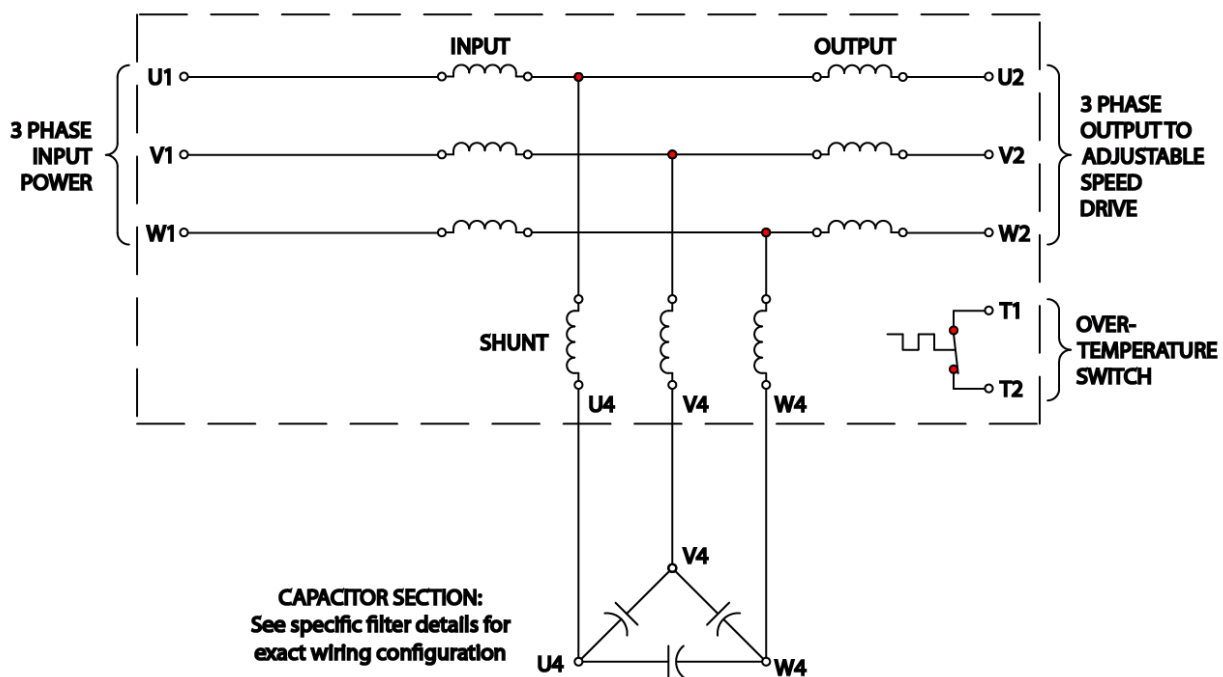 INPUT
OUTPUT
U1
U2
3 PHASE
INPUT
POWER
V1
V2
3 PHASE
OUTPUT TO
ADJUSTABLE
SPEED
DRIVE
W1
W2
SHUNT
T1
T2
OVER-
TEMPERATURE
SWITCH
U4
V4
W4
V4
CAPACITOR SECTION:
See specific filter details for
exact wiring configuration
U4
W4